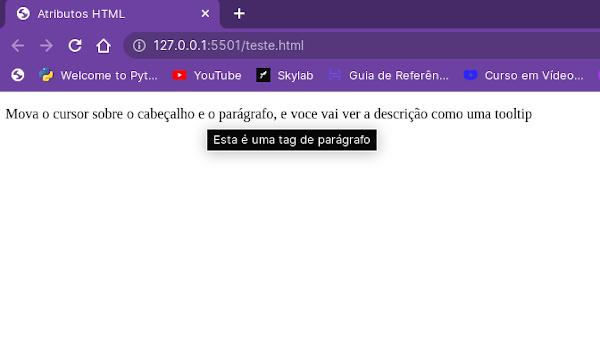 Atributos HTML
127.0.0.1:5501/teste.html
Welcome to Pyt... YouTube Skylab Guia de Referên... Curso em Vídeo...
Mova o cursor sobre o cabeçalho e o parágrafo, e voce vai ver a descrição como uma tooltip
Esta é uma tag de parágrafo